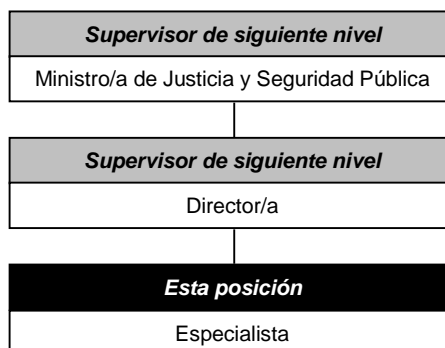 Supervisor de siguiente nivel
Ministro/a de Justicia y Seguridad Pública
Supervisor de siguiente nivel
Director/a
Esta posición
Especialista